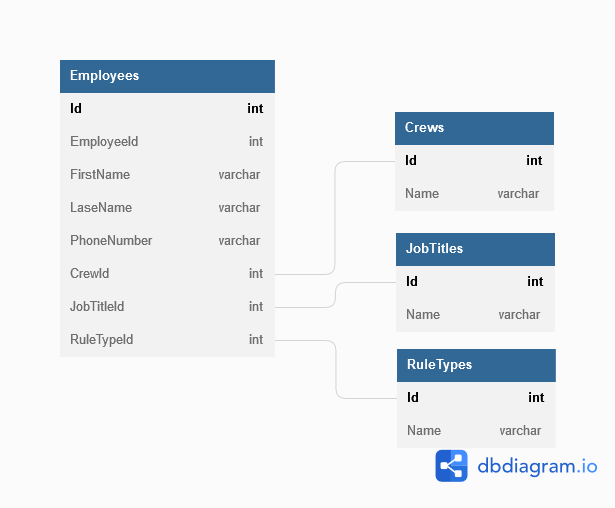 Employees
Id int
EmployeeId int
FirstName varchar
LaseName varchar
PhoneNumber varchar
CrewId int
JobTitleId int
RuleTypeId int
Crews
Id int
Name varchar
JobTitles
Id int
Name varchar
RuleTypes
Id int
Name varchar
dbdiagram.io